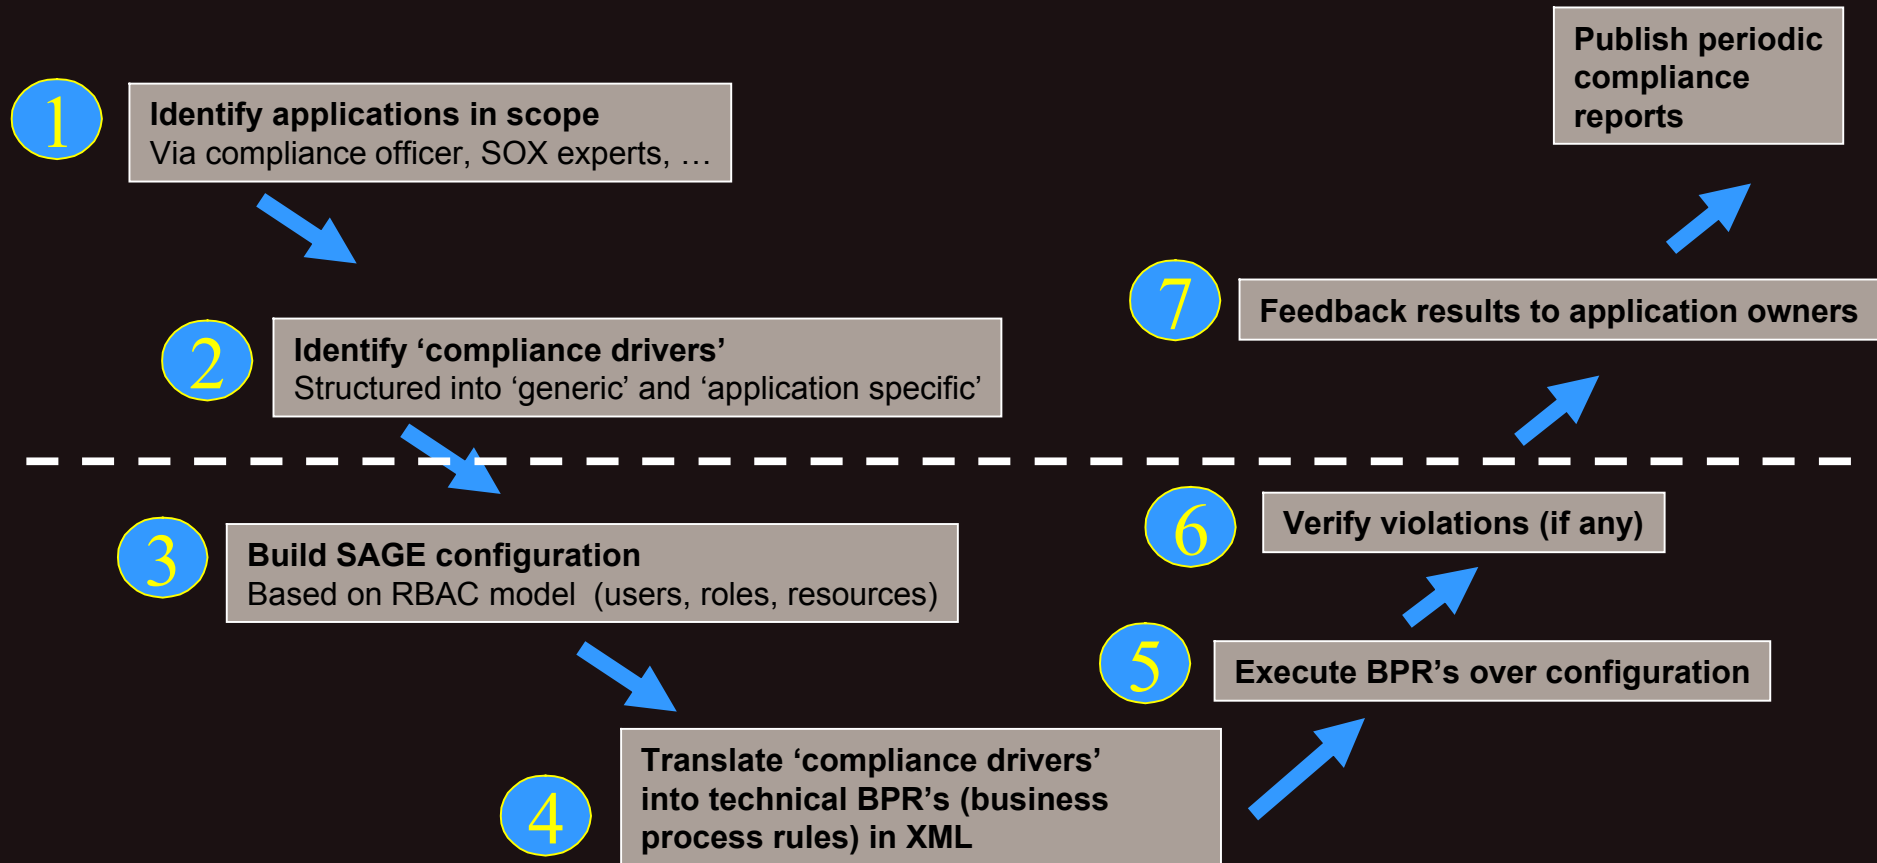 1
Identify applications in scope
Via compliance officer, SOX experts, …
2
Identify ‘compliance drivers’
Structured into ‘generic’ and ‘application specific’
3
Build SAGE configuration
Based on RBAC model (users, roles, resources)
4
Translate ‘compliance drivers’
into technical BPR’s (business
process rules) in XML
5
Execute BPR’s over configuration
6
Verify violations (if any)
7
Feedback results to application owners
Publish periodic
compliance
reports